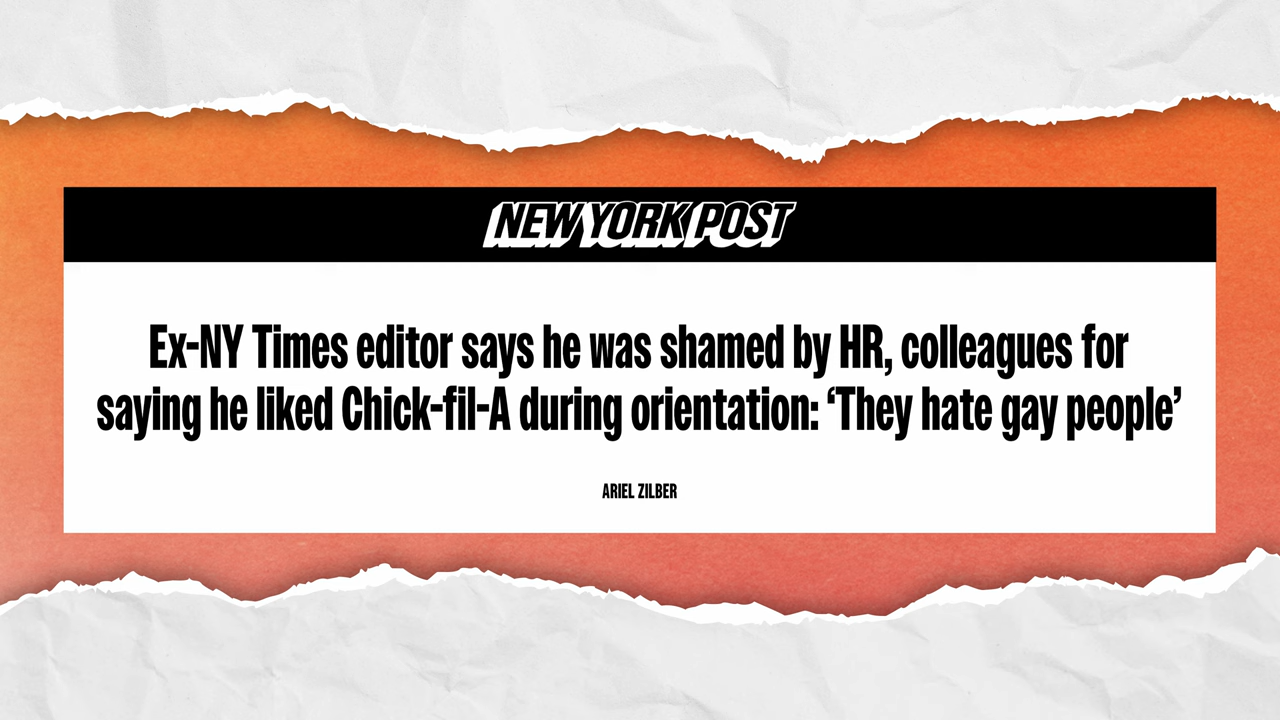 NEW YORK POST
Ex-NY Times editor says he was shamed by HR, colleagues for
saying he liked Chick-fil-A during orientation: ‘They hate gay people’
ARIEL ZILBER